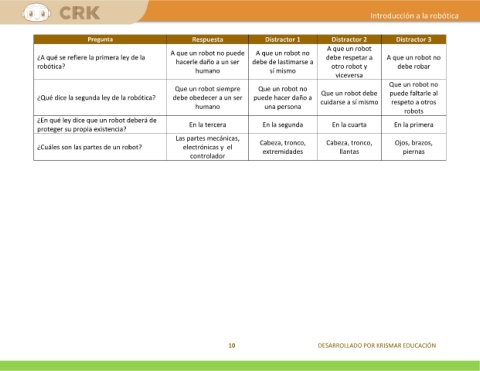 CRK
Introducción a la robótica
Pregunta Respuesta Distractor 1 Distractor 2 Distractor 3
¿A qué se refiere la primera ley de la
robótica?
A que un robot no puede
hacerle daño a un ser
humano
A que un robot no
debe de lastimarse a
sí mismo
A que un robot
debe respetar a
otro robot y
viceversa
A que un robot no
debe robar
¿Qué dice la segunda ley de la robótica?
Que un robot siempre
debe obedecer a un ser
humano
Que un robot no
puede hacer daño a
una persona
Que un robot debe
cuidarse a sí mismo
Que un robot no
puede faltarle al
respeto a otros
robots
¿En qué ley dice que un robot deberá de
proteger su propia existencia?
En la tercera
En la segunda
En la cuarta
En la primera
¿Cuáles son las partes de un robot?
Las partes mecánicas,
electrónicas y el
controlador
Cabeza, tronco,
extremidades
Cabeza, tronco,
llantas
Ojos, brazos,
piernas
10
DESARROLLADO POR KRISMAR EDUCACIÓN